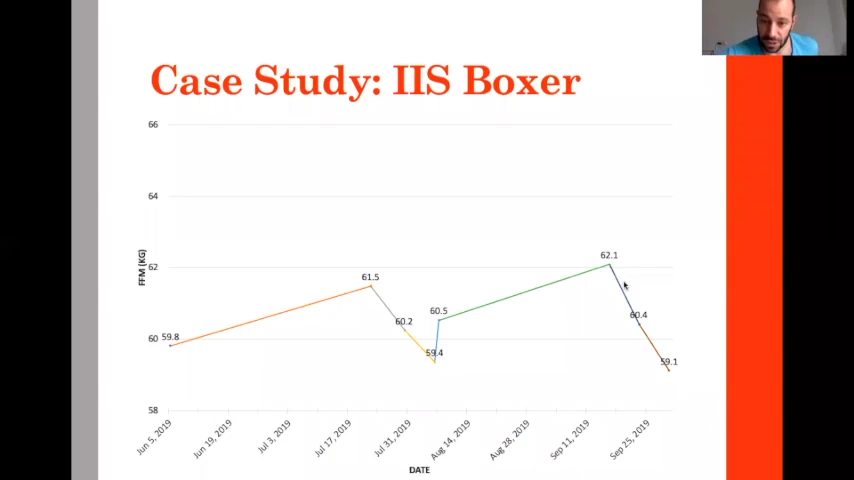 Case Study: IIS Boxer
66
64
62
60
58
FFM (KG)
59.8
61.5
60.2
59.4
60.5
62.1
60.4
59.1
Jun 5, 2019
Jun 19, 2019
Jul 3, 2019
Jul 17, 2019
Jul 31, 2019
Aug 14, 2019
Aug 28, 2019
Sep 11, 2019
Sep 25, 2019
DATE